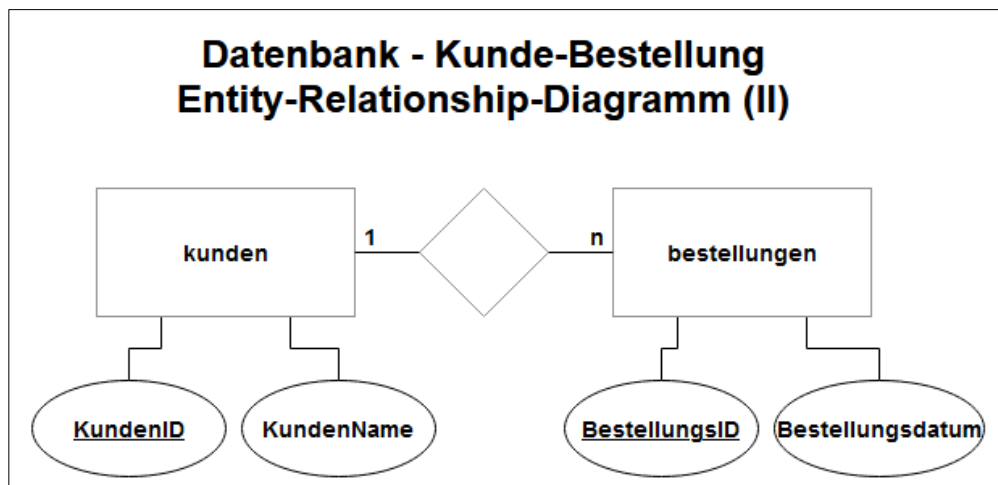 Datenbank - Kunde-Bestellung
Entity-Relationship-Diagramm (II)
kunden
1
n
bestellungen
KundenID
KundenName
BestellungsID
Bestellungsdatum